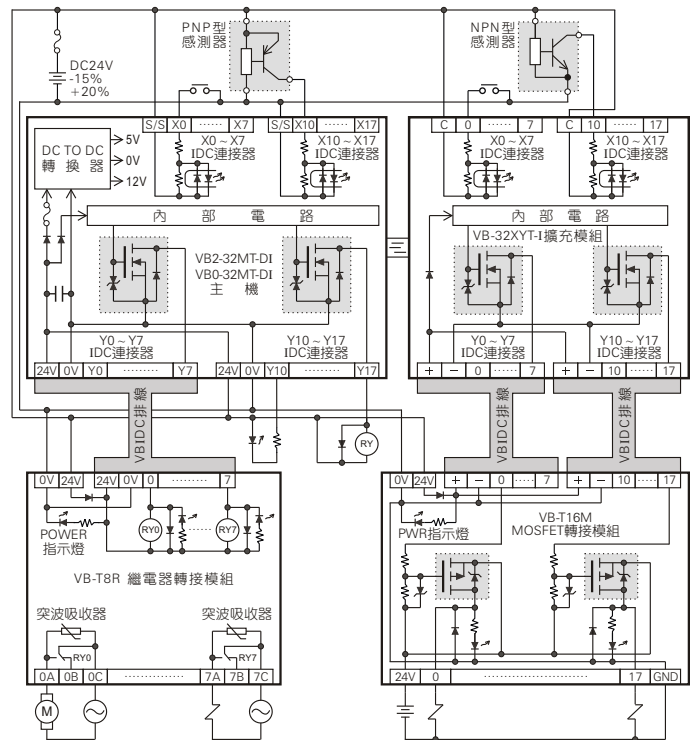 PNP型
感測器
NPN型
感測器
DC24V
-15%
+20%
S/S X0 ...... X7 S/S X10 ...... X17
C 0 ...... 7 C 10 ...... 17
DC TO DC
轉換器
5V
0V
12V
X0~X7
IDC連接器
X10~X17
IDC連接器
X0~X7
IDC連接器
X10~X17
IDC連接器
內部電路
內部電路
VB2-32MT-DI
VB0-32MT-DI
主機
VB-32XYT-I擴充模組
Y0~Y7
IDC連接器
Y10~Y17
IDC連接器
Y0~Y7
IDC連接器
Y10~Y17
IDC連接器
24V 0V Y0 ......... Y7 24V 0V Y10 ......... Y17
+ − 0 ......... 7 + − 10 ......... 17
VBIDC排線
VBIDC排線
VBIDC排線
RY
0V 24V 24V 0V 0 ............ 7
0V 24V + − 0 ...... 7 + − 10 ...... 17
POWER
指示燈
RY0
RY7
PWR指示燈
VB-T16M
MOSFET轉接模組
VB-T8R 繼電器轉接模組
突波吸收器
突波吸收器
RY0
RY7
0A 0B 0C .................. 7A 7B 7C
24V 0 .............................. 17 GND
M